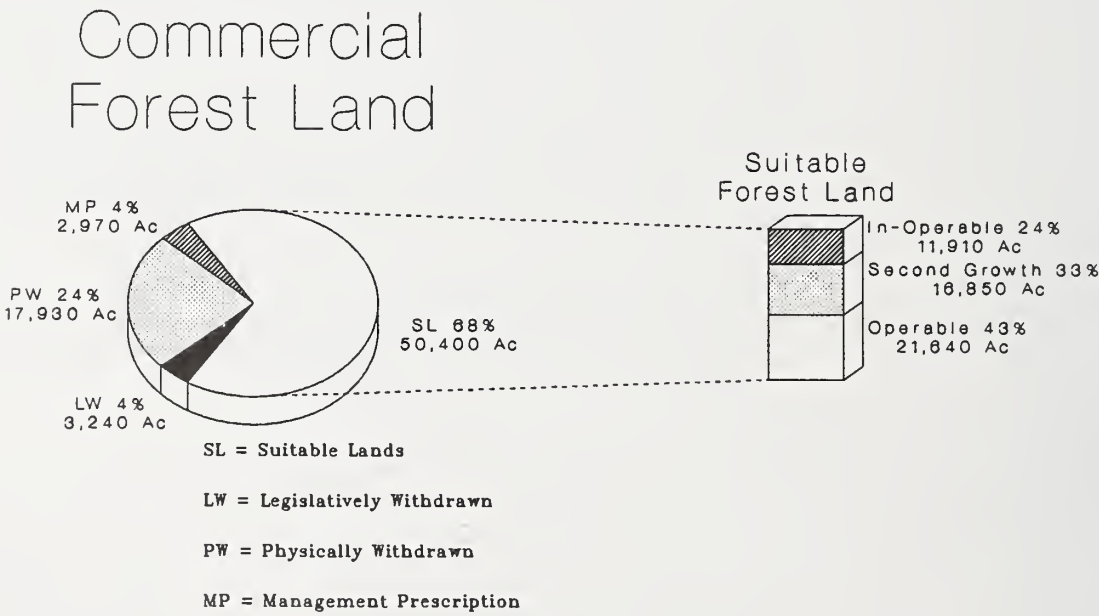 Commercial
Forest Land
MP 4%
2,970 Ac
PW 24%
17,930 Ac
LW 4%
3,240 Ac
SL 68%
50,400 Ac
Suitable
Forest Land
In-Operable 24%
11,910 Ac
Second Growth 33%
16,850 Ac
Operable 43%
21,640 Ac
SL = Suitable Lands
LW = Legislatively Withdrawn
PW = Physically Withdrawn
MP = Management Prescription